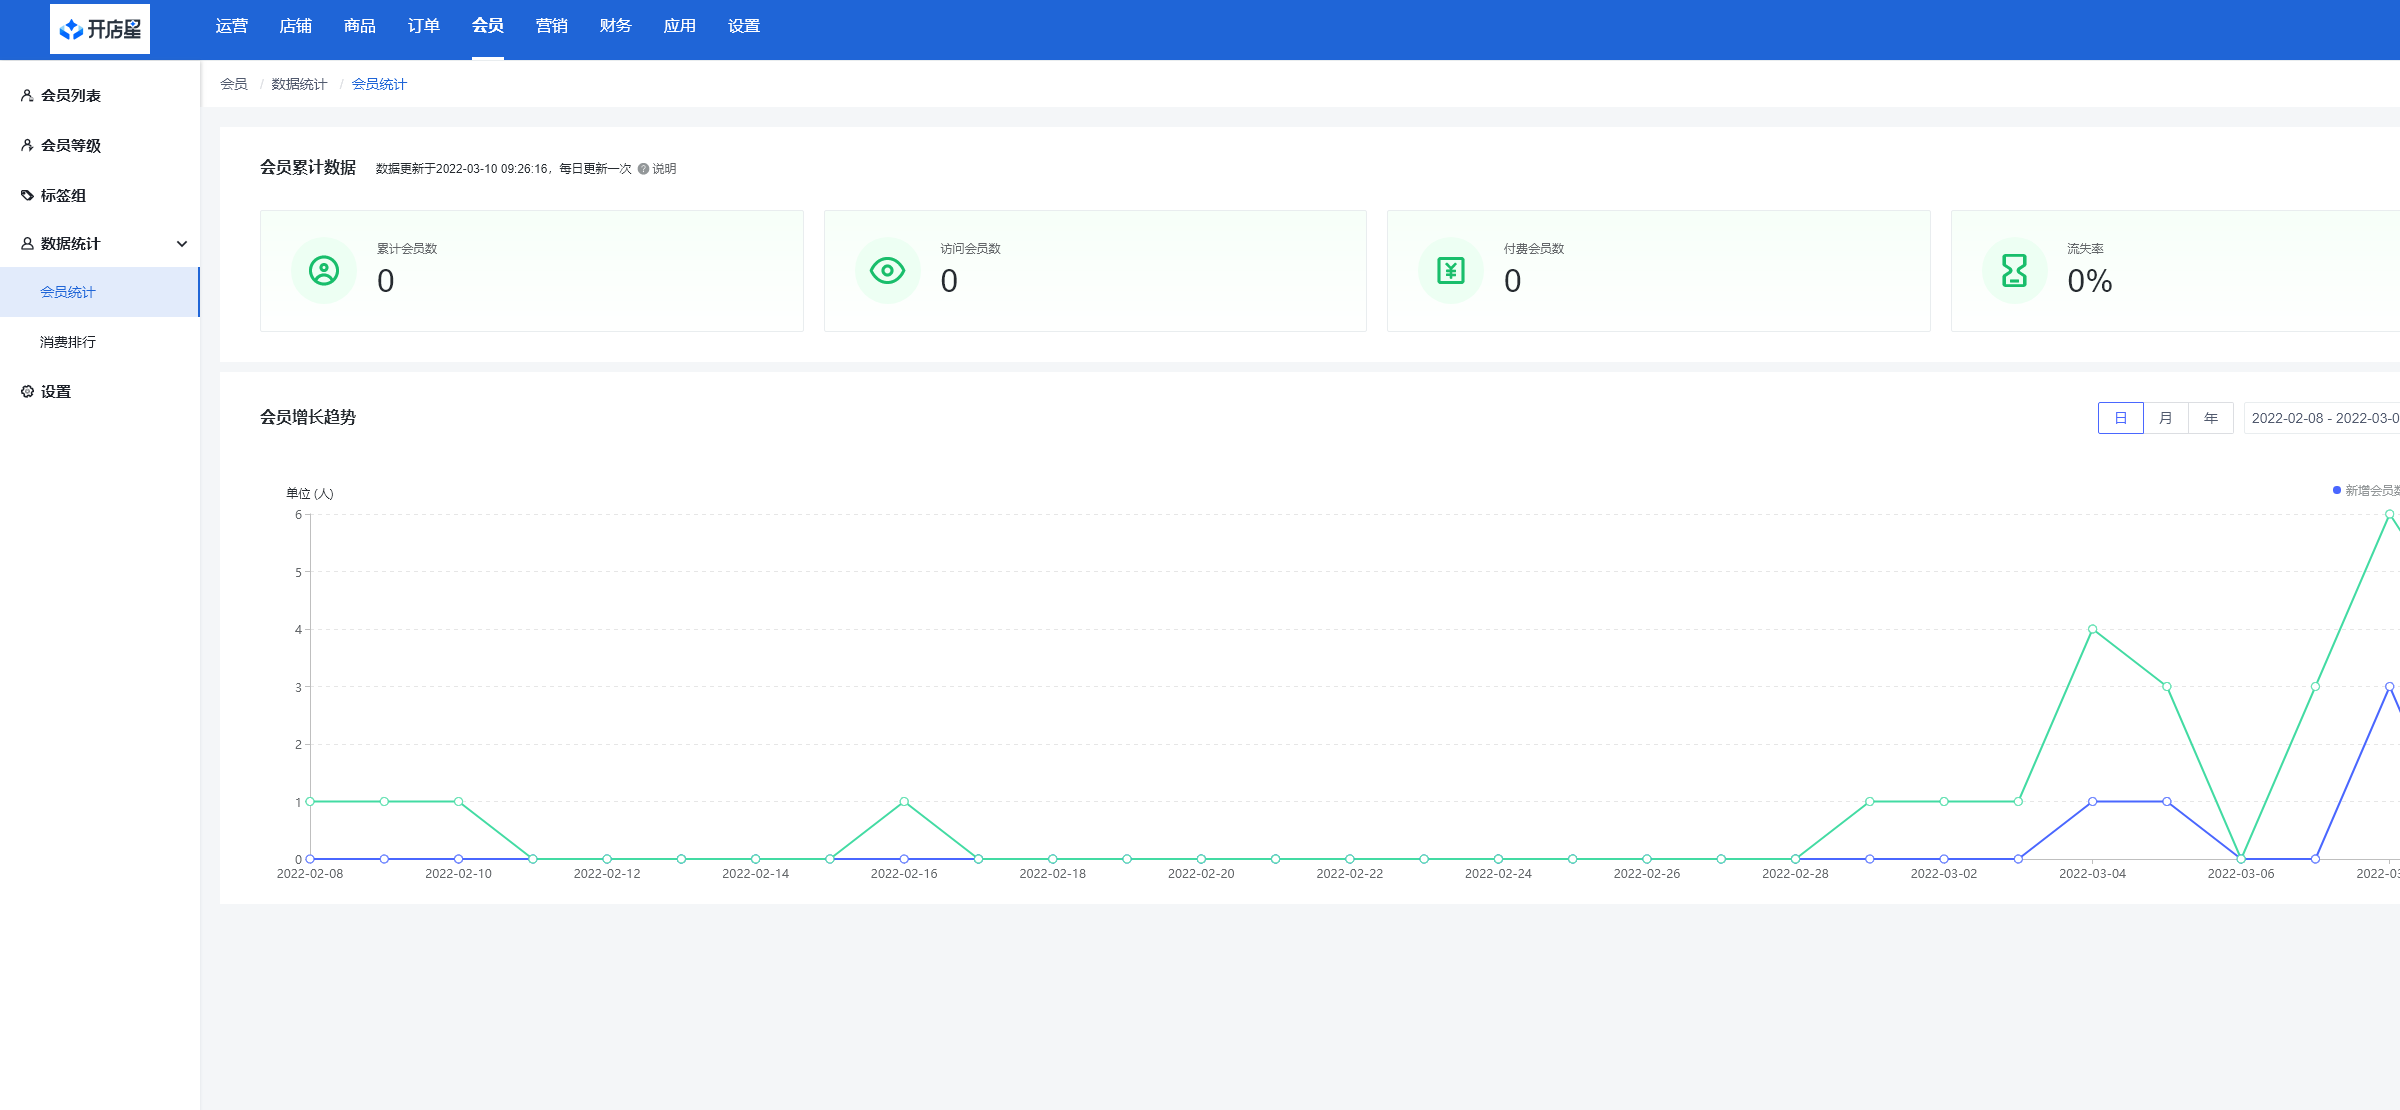 开店星
运营 店铺 商品 订单 会员 营销 财务 应用 设置
会员列表
会员等级
标签组
数据统计
会员统计
消费排行
设置
会员 / 数据统计 / 会员统计
会员累计数据 数据更新于2022-03-10 09:26:16，每日更新一次 说明
累计会员数
0
访问会员数
0
付费会员数
0
流失率
0%
会员增长趋势
日 月 年 2022-02-08 - 2022-03-0
单位 (人)
新增会员数
6
5
4
3
2
1
0
2022-02-08 2022-02-10 2022-02-12 2022-02-14 2022-02-16 2022-02-18 2022-02-20 2022-02-22 2022-02-24 2022-02-26 2022-02-28 2022-03-02 2022-03-04 2022-03-06 2022-03